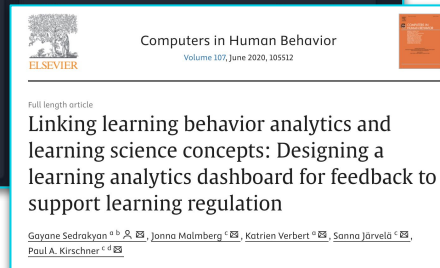 Computers in Human Behavior
Volume 107, June 2020, 105512
ELSEVIER
Full length article
Linking learning behavior analytics and
learning science concepts: Designing a
learning analytics dashboard for feedback to
support learning regulation
Gayane Sedrakyan a b, Jonna Malmberg c, Katrien Verbert a, Sanna Järvelä c,
Paul A. Kirschner c d